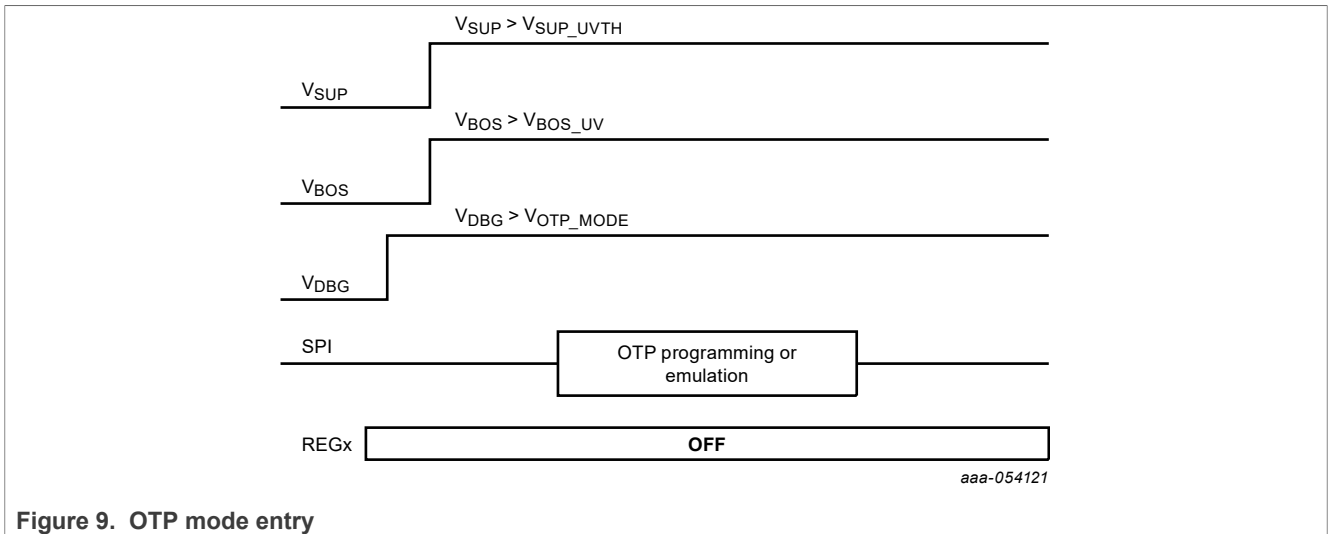 VSUP > VSUP_UVTH
VSUP
VBOS > VBOS_UV
VBOS
VDBG > VOTP_MODE
VDBG
SPI
OTP programming or
emulation
REGx
OFF
aaa-054121
Figure 9. OTP mode entry